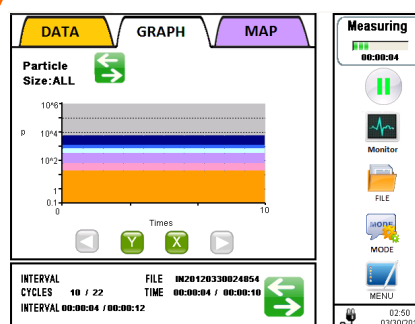 DATA GRAPH MAP
Particle
Size:ALL
10^6
p 10^4
10^2
1
0.1
0 10
Times
Y X
INTERVAL FILE IN20120330024854
CYCLES 10 / 22 TIME 00:00:04 / 00:00:10
INTERVAL 00:00:04 / 00:00:12
Measuring
00:00:04
Monitor
FILE
MODE
MODE
MENU
02:50